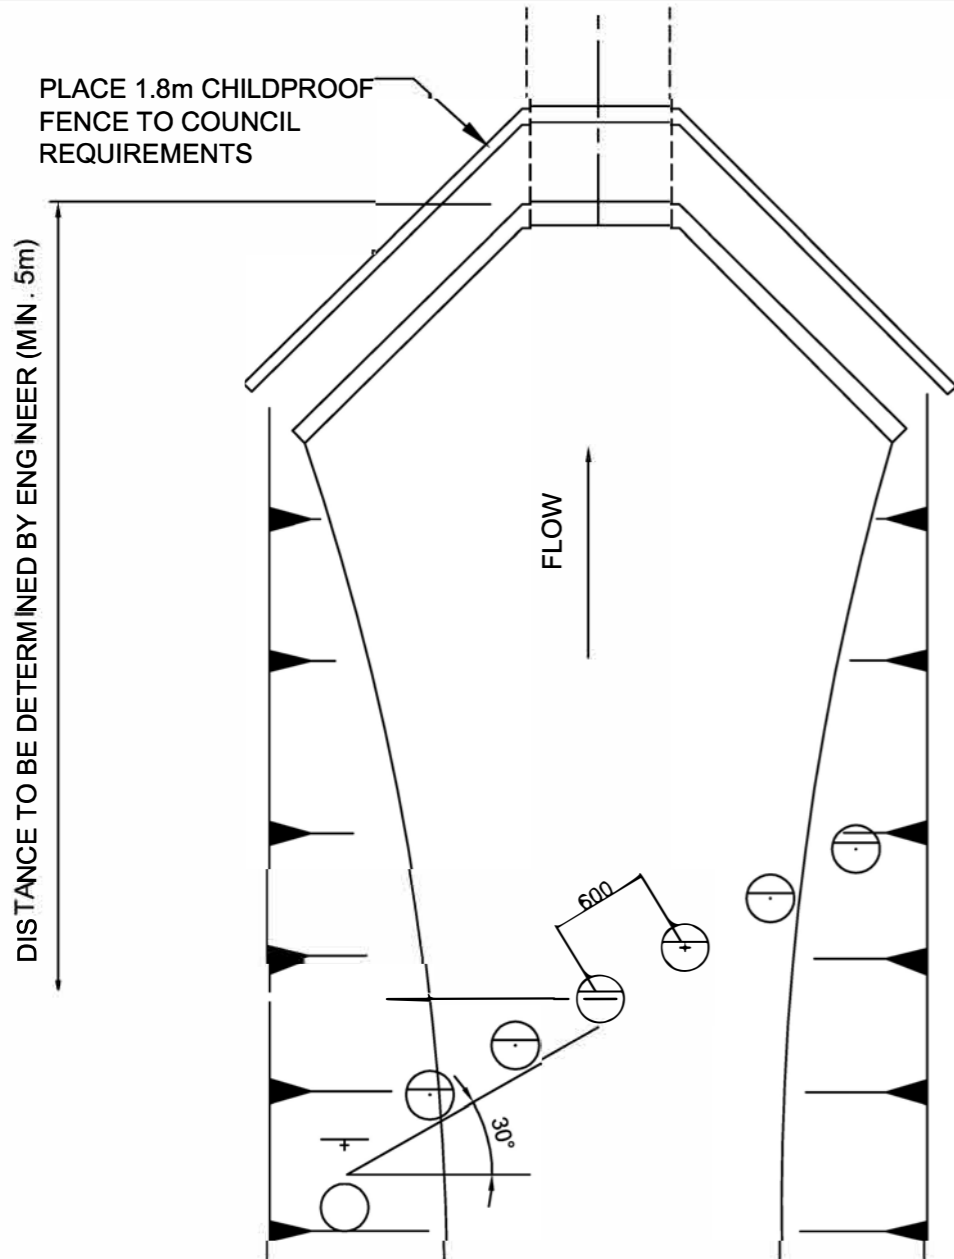 PLACE 1.8m CHILDPROOF
FENCE TO COUNCIL
REQUIREMENTS
DISTANCE TO BE DETERMINED BY ENGINEER (MIN. 5m)
FLOW
600
30°